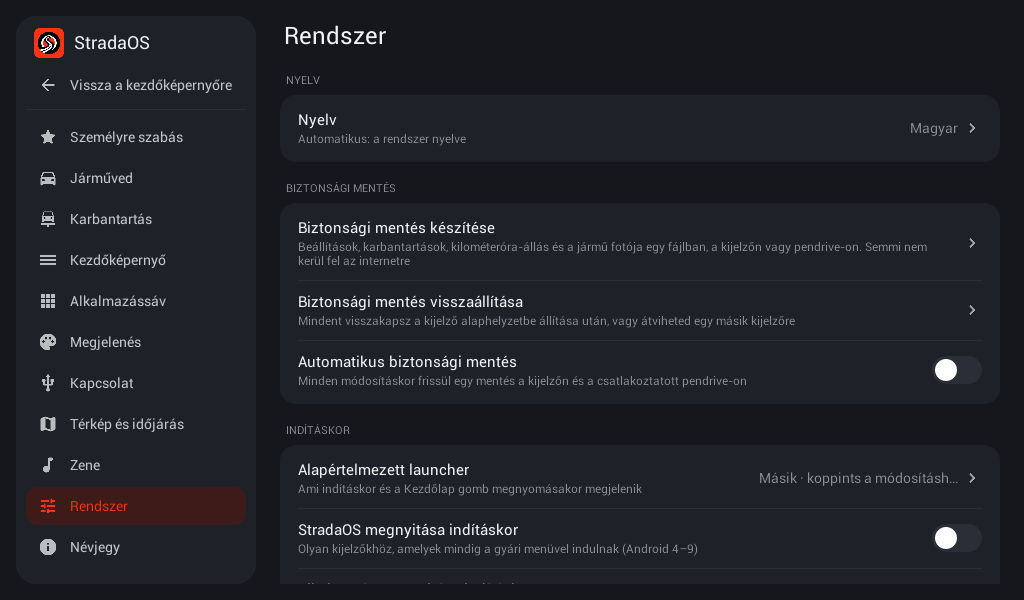 StradaOS
Vissza a kezdőképernyőre
Személyre szabás
Járműved
Karbantartás
Kezdőképernyő
Alkalmazássáv
Megjelenés
Kapcsolat
Térkép és időjárás
Zene
Rendszer
Névjegy
Rendszer
NYELV
Nyelv
Automatikus: a rendszer nyelve
Magyar
BIZTONSÁGI MENTÉS
Biztonsági mentés készítése
Beállítások, karbantartások, kilométeróra-állás és a jármű fotója egy fájlban, a kijelzőn vagy pendrive-on. Semmi nem
kerül fel az internetre
Biztonsági mentés visszaállítása
Mindent visszakapsz a kijelző alaphelyzetbe állítása után, vagy átviheted egy másik kijelzőre
Automatikus biztonsági mentés
Minden módosításkor frissül egy mentés a kijelzőn és a csatlakoztatott pendrive-on
INDÍTÁSKOR
Alapértelmezett launcher
Ami indításkor és a Kezdőlap gomb megnyomásakor megjelenik
Másik · koppints a módosításh…
StradaOS megnyitása indításkor
Olyan kijelzőkhöz, amelyek mindig a gyári menüvel indulnak (Android 4–9)